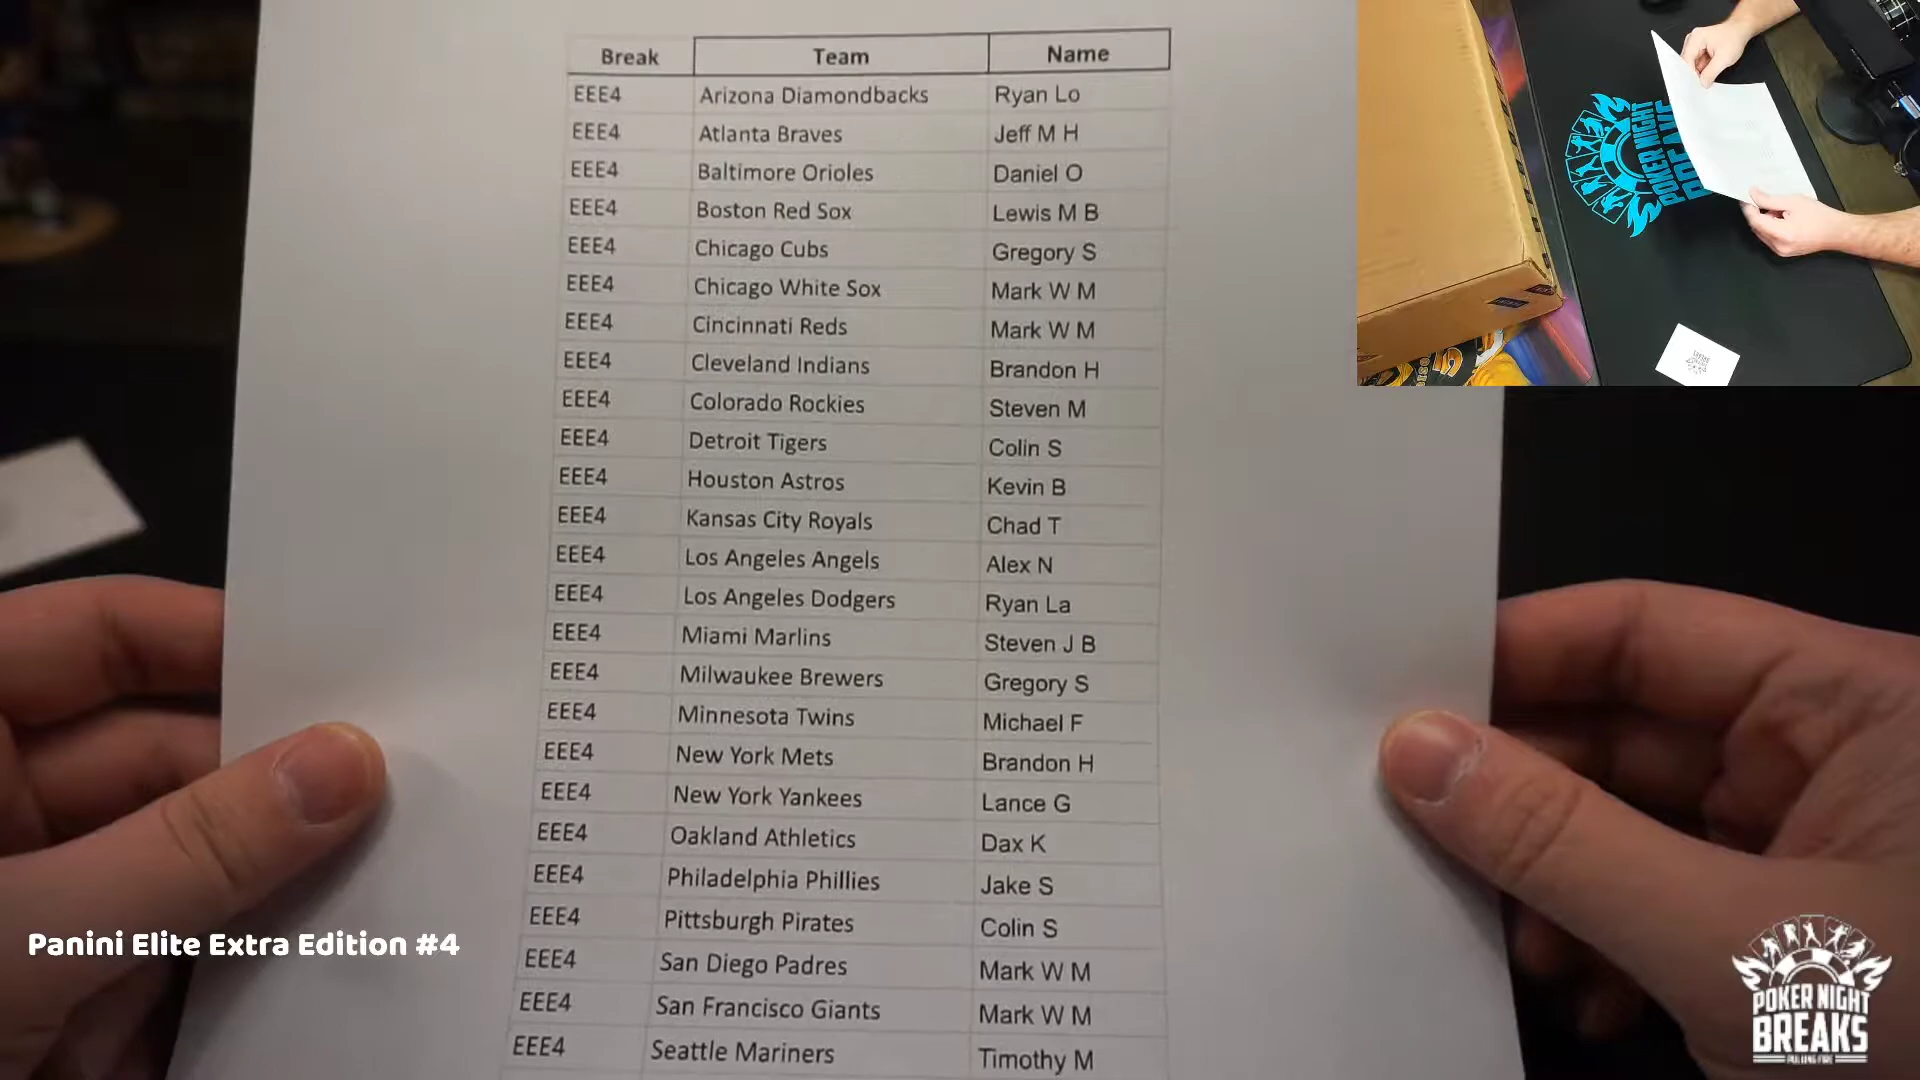 Break Team Name
EEE4 Arizona Diamondbacks Ryan Lo
EEE4 Atlanta Braves Jeff M H
EEE4 Baltimore Orioles Daniel O
EEE4 Boston Red Sox Lewis M B
EEE4 Chicago Cubs Gregory S
EEE4 Chicago White Sox Mark W M
EEE4 Cincinnati Reds Mark W M
EEE4 Cleveland Indians Brandon H
EEE4 Colorado Rockies Steven M
EEE4 Detroit Tigers Colin S
EEE4 Houston Astros Kevin B
EEE4 Kansas City Royals Chad T
EEE4 Los Angeles Angels Alex N
EEE4 Los Angeles Dodgers Ryan La
EEE4 Miami Marlins Steven J B
EEE4 Milwaukee Brewers Gregory S
EEE4 Minnesota Twins Michael F
EEE4 New York Mets Brandon H
EEE4 New York Yankees Lance G
EEE4 Oakland Athletics Dax K
EEE4 Philadelphia Phillies Jake S
EEE4 Pittsburgh Pirates Colin S
EEE4 San Diego Padres Mark W M
EEE4 San Francisco Giants Mark W M
EEE4 Seattle Mariners Timothy M
POKER NIGHT
Panini Elite Extra Edition #4
POKER NIGHT
BREAKS
PULLING FIRE